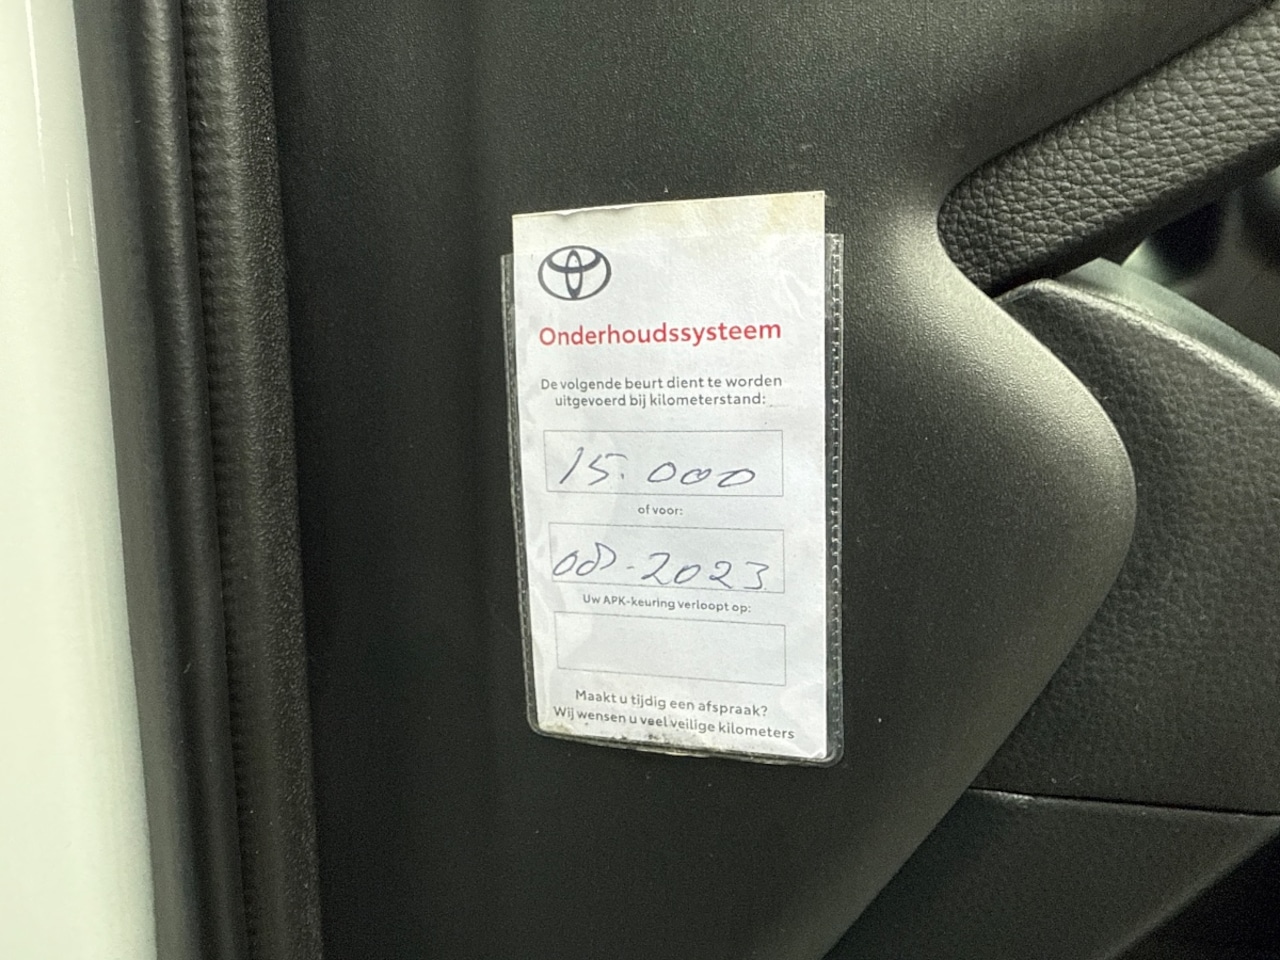 Onderhoudssysteem
De volgende beurt dient te worden
uitgevoerd bij kilometerstand:
15.000
of voor:
08-2023
Uw APK-keuring verloopt op:
Maakt u tijdig een afspraak?
Wij wensen u veel veilige kilometers